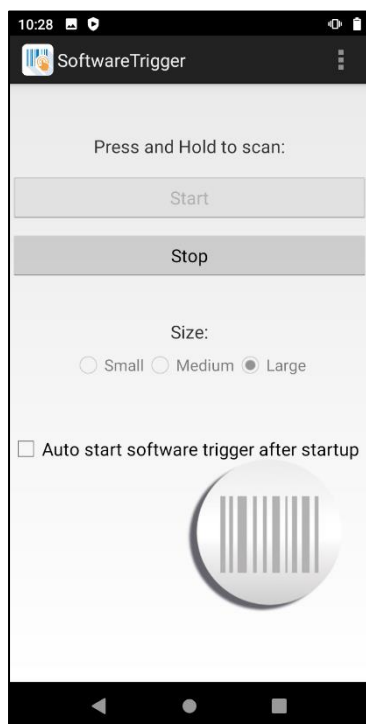 10:28
SoftwareTrigger
Press and Hold to scan:
Start
Stop
Size:
Small Medium Large
Auto start software trigger after startup